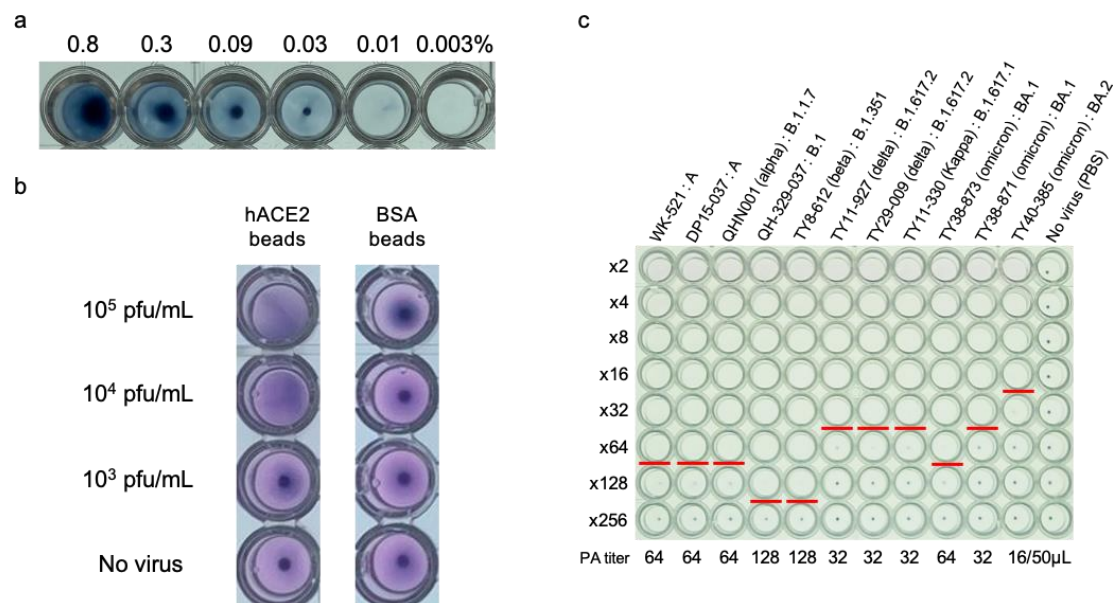 a
0.8 0.3 0.09 0.03 0.01 0.003%
b
hACE2 beads
BSA beads
10⁵ pfu/mL
10⁴ pfu/mL
10³ pfu/mL
No virus
c
WK-521 : A
DP15-037 : A
QHN001 (alpha) : B.1.1.7
QH-329-037 : B.1
TY8-612 (beta) : B.1.351
TY11-927 (delta) : B.1.617.2
TY29-009 (delta) : B.1.617.2
TY11-330 (Kappa) : B.1.617.1
TY38-873 (omicron) : BA.1
TY38-871 (omicron) : BA.1
TY40-385 (omicron) : BA.2
No virus (PBS)
x2
x4
x8
x16
x32
x64
x128
x256
PA titer 64 64 64 128 128 32 32 32 64 32 16/50µL